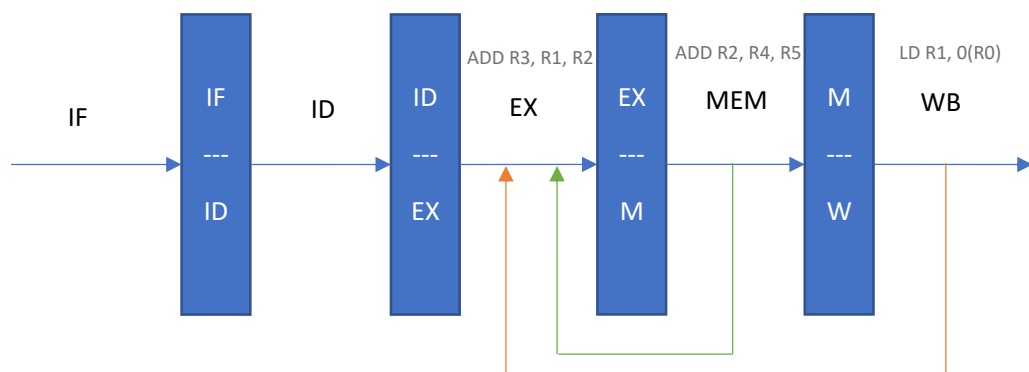 ADD R3, R1, R2
ADD R2, R4, R5
LD R1, 0(R0)
IF
IF
---
ID
ID
ID
---
EX
EX
EX
---
M
MEM
M
---
W
WB